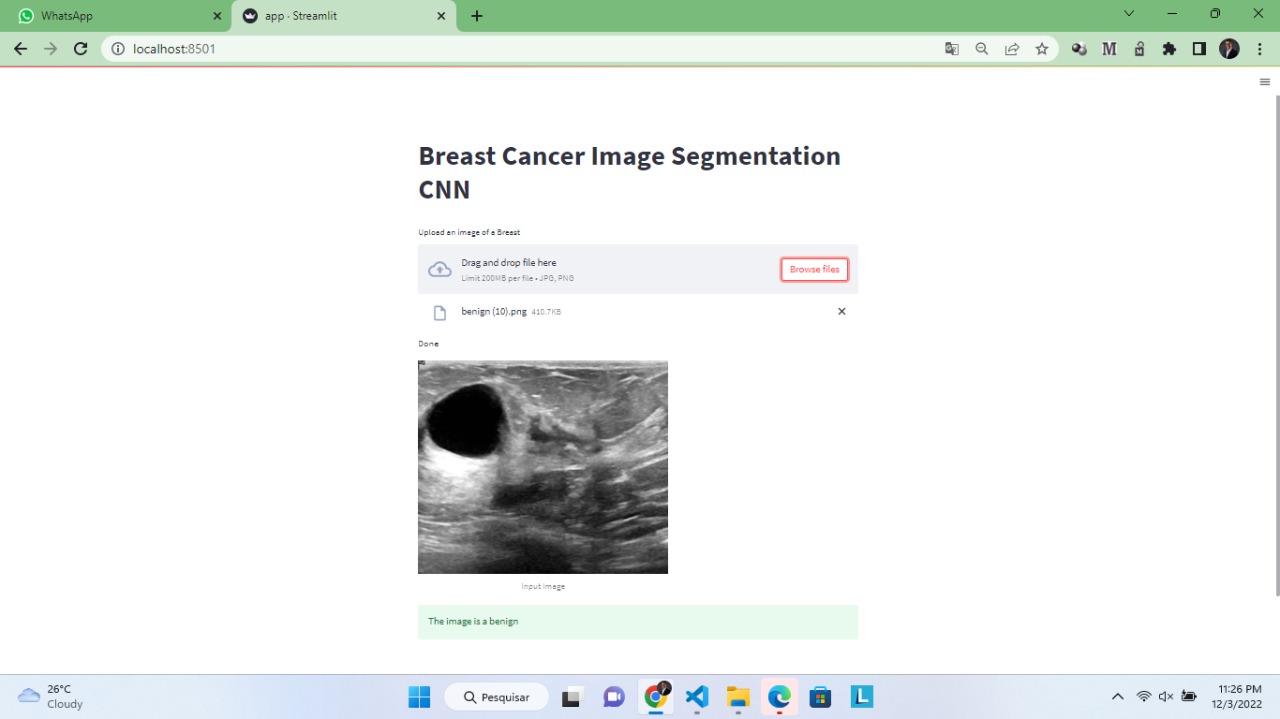 WhatsApp
app · Streamlit
localhost:8501
Breast Cancer Image Segmentation
CNN
Upload an image of a Breast
Drag and drop file here
Limit 200MB per file • JPG, PNG
Browse files
benign (10).png 410.7KB
Done
Input Image
The image is a benign
26°C
Cloudy
Pesquisar
11:26 PM
12/3/2022